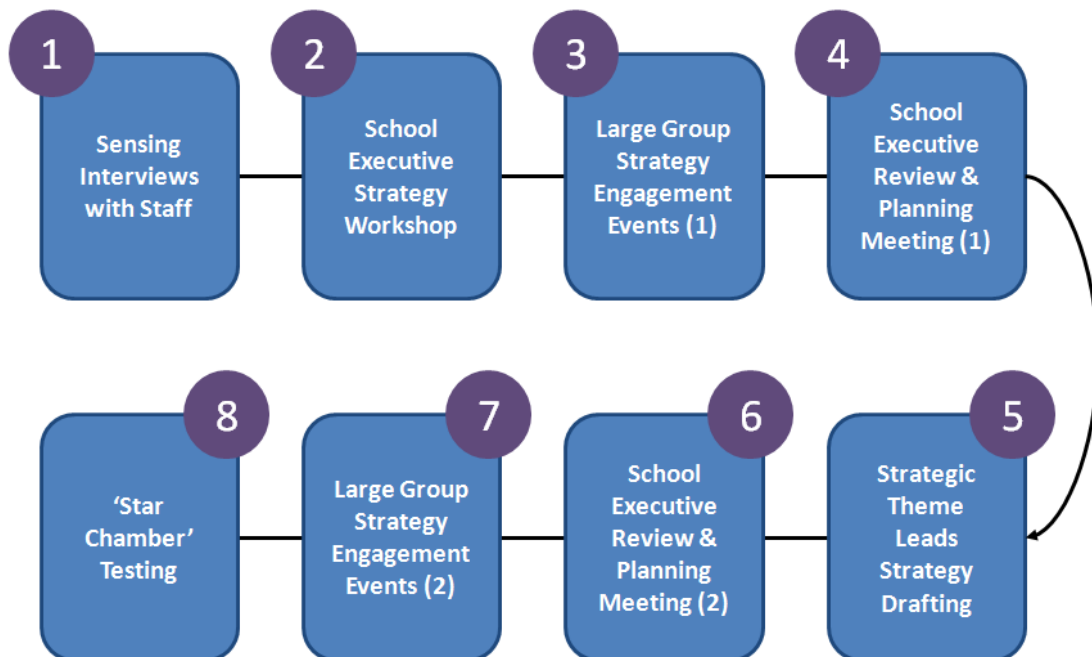 1
Sensing
Interviews
with Staff
2
School
Executive
Strategy
Workshop
3
Large Group
Strategy
Engagement
Events (1)
4
School
Executive
Review &
Planning
Meeting (1)
5
Strategic
Theme
Leads
Strategy
Drafting
6
School
Executive
Review &
Planning
Meeting (2)
7
Large Group
Strategy
Engagement
Events (2)
8
‘Star
Chamber’
Testing